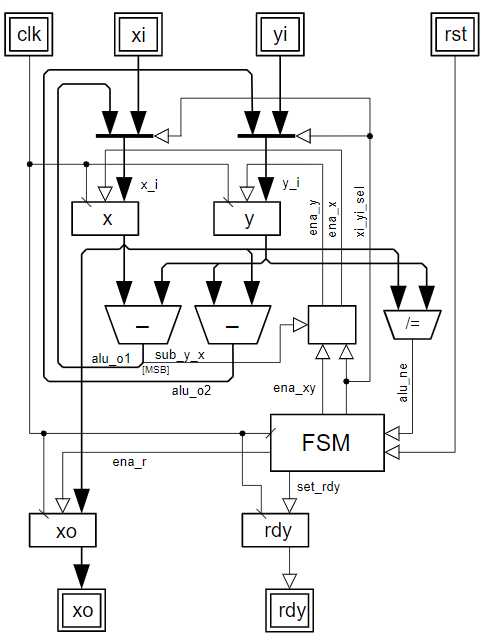 clk
xi
yi
rst
x_i
y_i
ena_y
ena_x
xi_yi_sel
x
y
–
–
/=
alu_o1
sub_y_x
[MSB]
alu_o2
ena_xy
alu_ne
FSM
ena_r
set_rdy
xo
rdy
xo
rdy